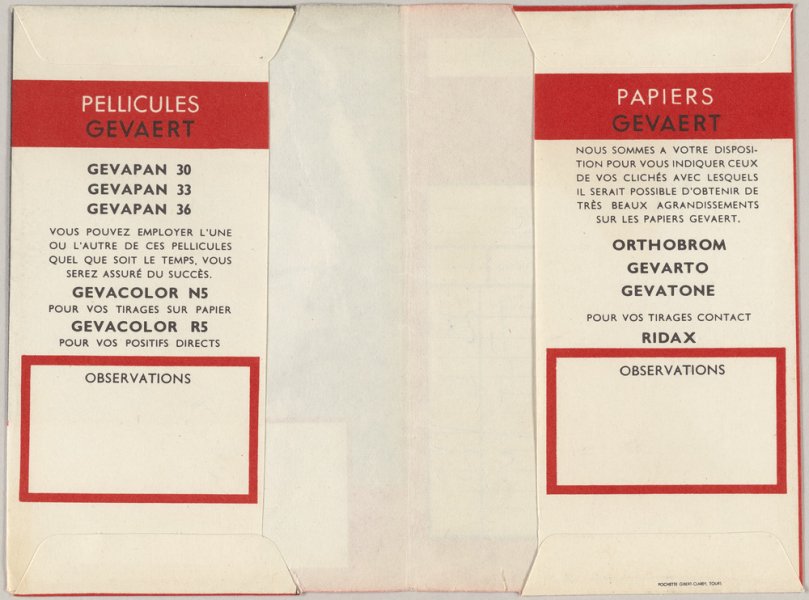 PELLICULES
GEVAERT
GEVAPAN 30
GEVAPAN 33
GEVAPAN 36
VOUS POUVEZ EMPLOYER L'UNE
OU L'AUTRE DE CES PELLICULES
QUEL QUE SOIT LE TEMPS, VOUS
SEREZ ASSURÉ DU SUCCÈS.
GEVACOLOR N5
POUR VOS TIRAGES SUR PAPIER
GEVACOLOR R5
POUR VOS POSITIFS DIRECTS
OBSERVATIONS
PAPIERS
GEVAERT
NOUS SOMMES A VOTRE DISPOSI-
TION POUR VOUS INDIQUER CEUX
DE VOS CLICHÉS AVEC LESQUELS
IL SERAIT POSSIBLE D'OBTENIR DE
TRÈS BEAUX AGRANDISSEMENTS
SUR LES PAPIERS GEVAERT.
ORTHOBROM
GEVARTO
GEVATONE
POUR VOS TIRAGES CONTACT
RIDAX
OBSERVATIONS
POCHETTE GIBERT-CLAREY, TOURS